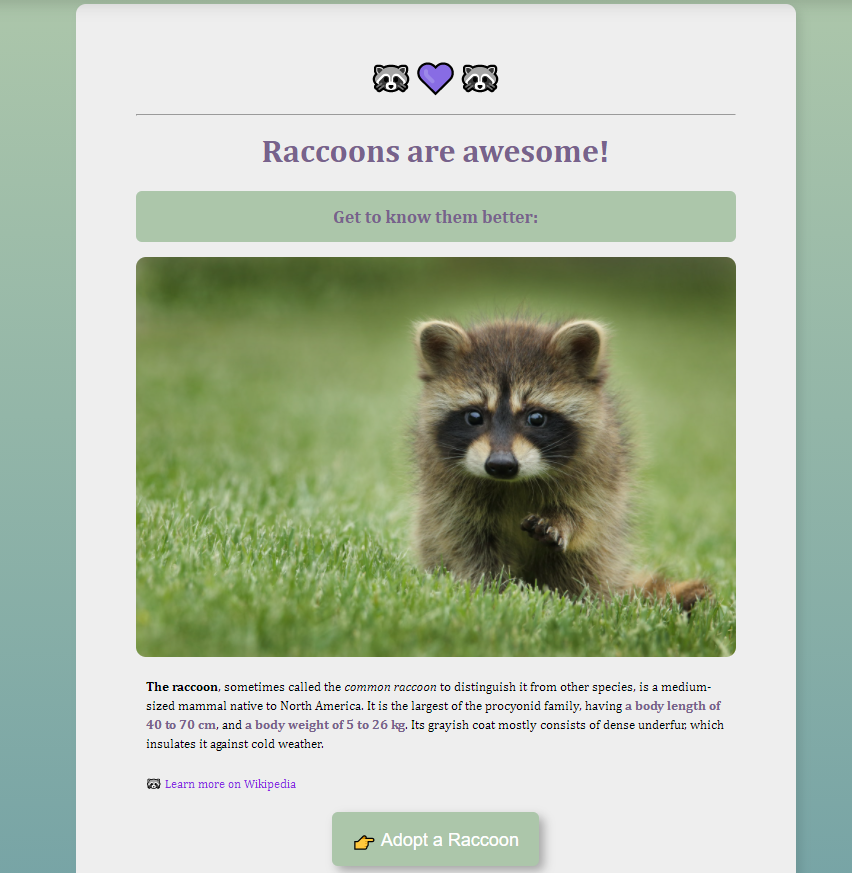 Raccoons are awesome!
Get to know them better:
The raccoon, sometimes called the common raccoon to distinguish it from other species, is a medium-
sized mammal native to North America. It is the largest of the procyonid family, having a body length of
40 to 70 cm, and a body weight of 5 to 26 kg. Its grayish coat mostly consists of dense underfur, which
insulates it against cold weather.
🦝 Learn more on Wikipedia
👉 Adopt a Raccoon